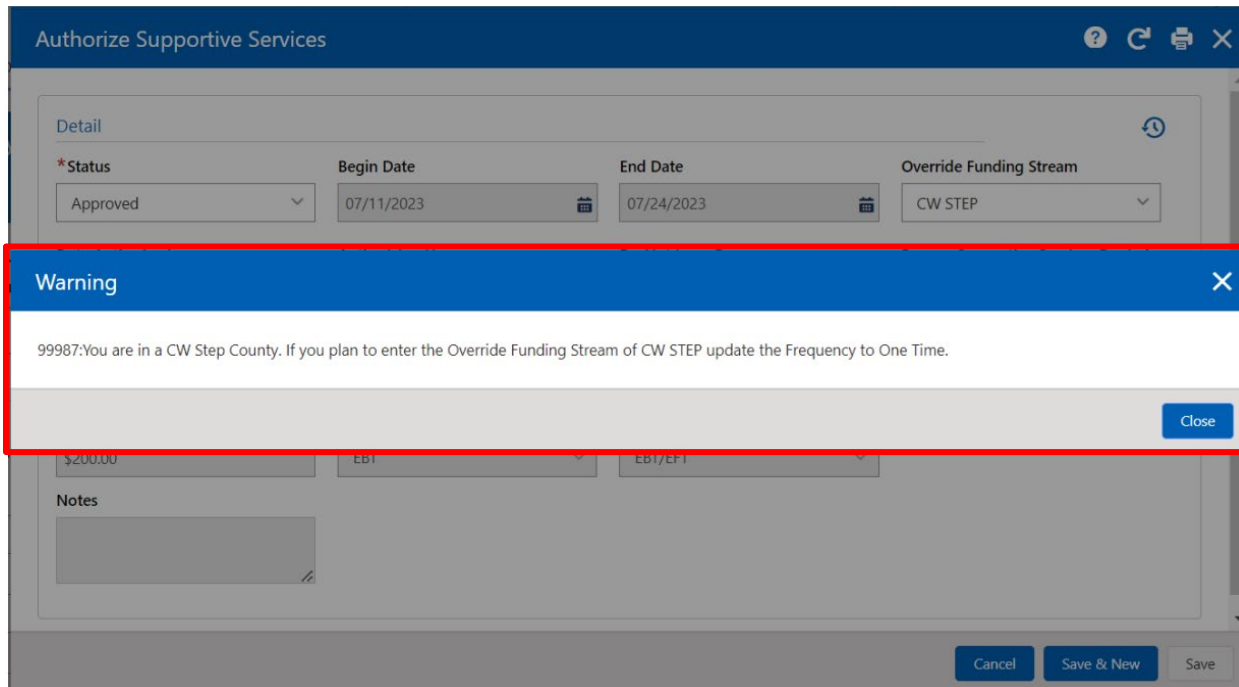 Authorize Supportive Services
Detail
*Status Begin Date End Date Override Funding Stream
Approved 07/11/2023 07/24/2023 CW STEP
Warning
99987:You are in a CW Step County. If you plan to enter the Override Funding Stream of CW STEP update the Frequency to One Time.
Close
$200.00 EBT EBT/EFT
Notes
Cancel Save & New Save